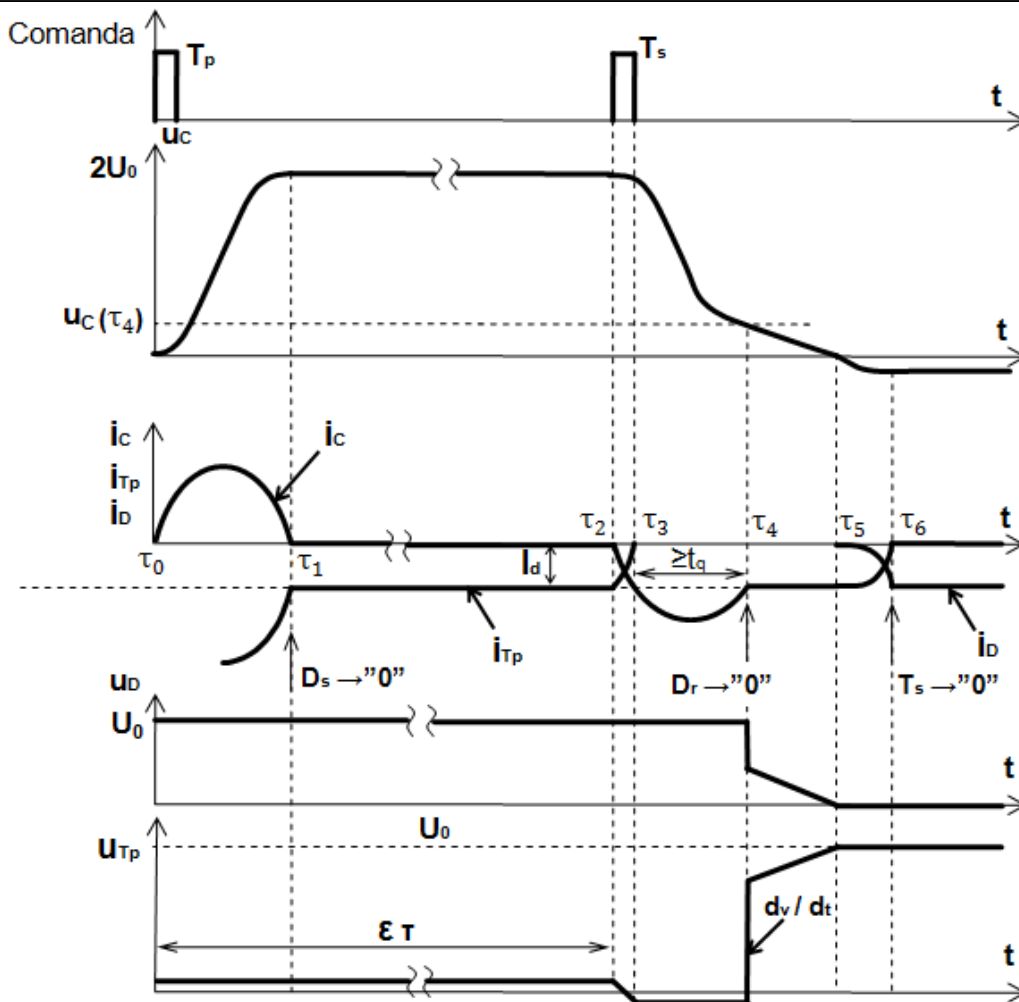 Comanda
Tp
Ts
t
uC
2U0
uC(τ4)
t
iC
iC
iTp
iD
τ0
τ1
τ2
τ3
τ4
τ5
τ6
t
Id
≥tq
iTp
iD
Ds→"0"
Dr→"0"
Ts→"0"
uD
U0
t
U0
uTp
dv/dt
ετ
t